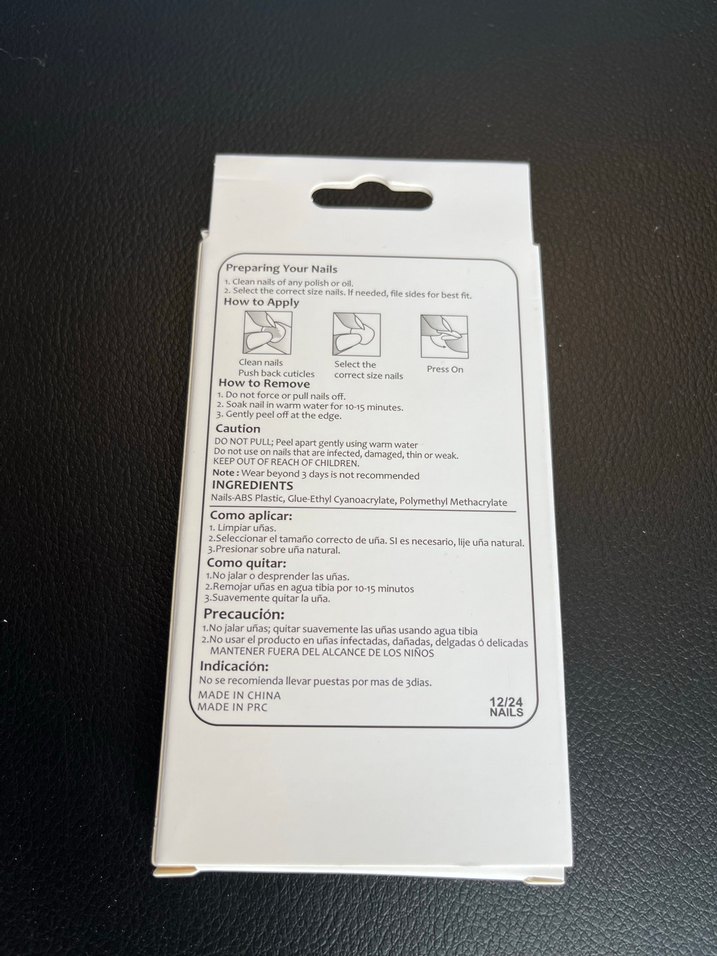 Preparing Your Nails
1. Clean nails of any polish or oil.
2. Select the correct size nails. If needed, file sides for best fit.
How to Apply
Clean nails
Push back cuticles
Select the
correct size nails
Press On
How to Remove
1. Do not force or pull nails off.
2. Soak nail in warm water for 10-15 minutes.
3. Gently peel off at the edge.
Caution
DO NOT PULL; Peel apart gently using warm water
Do not use on nails that are infected, damaged, thin or weak.
KEEP OUT OF REACH OF CHILDREN.
Note : Wear beyond 3 days is not recommended
INGREDIENTS
Nails-ABS Plastic, Glue-Ethyl Cyanoacrylate, Polymethyl Methacrylate
Como aplicar:
1. Limpiar uñas.
2.Seleccionar el tamaño correcto de uña. SI es necesario, lije uña natural.
3.Presionar sobre uña natural.
Como quitar:
1.No jalar o desprender las uñas.
2.Remojar uñas en agua tibia por 10-15 minutos
3.Suavemente quitar la uña.
Precaución:
1.No jalar uñas; quitar suavemente las uñas usando agua tibia
2.No usar el producto en uñas infectadas, dañadas, delgadas ó delicadas
MANTENER FUERA DEL ALCANCE DE LOS NIÑOS
Indicación:
No se recomienda llevar puestas por mas de 3dias.
MADE IN CHINA
MADE IN PRC
12/24
NAILS